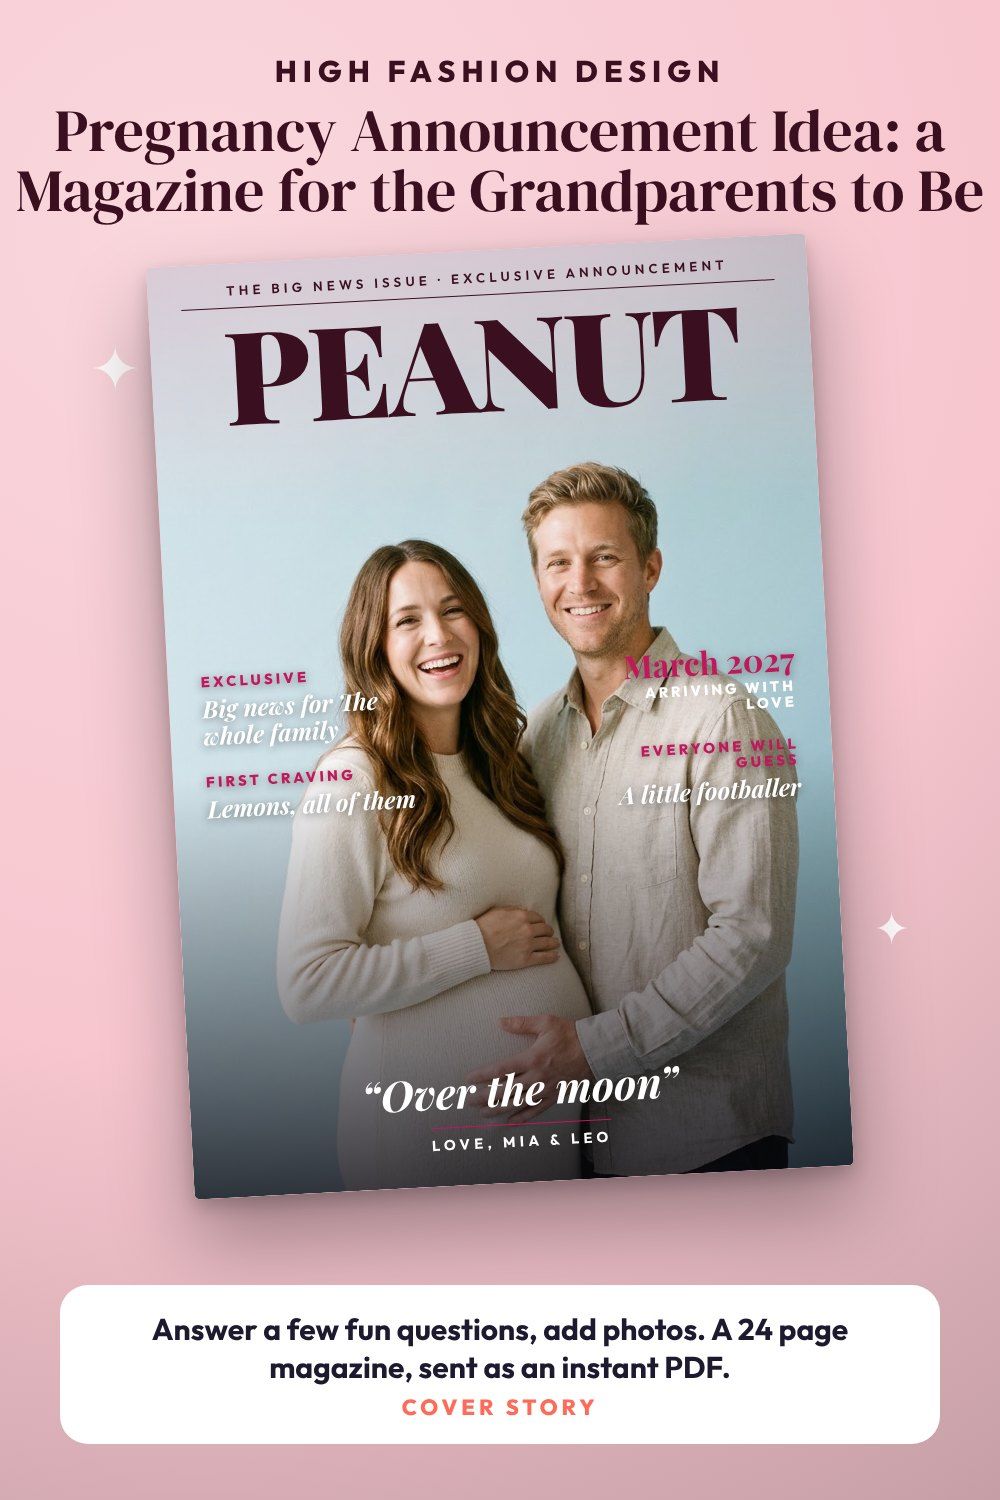 HIGH FASHION DESIGN
Pregnancy Announcement Idea: a
Magazine for the Grandparents to Be
THE BIG NEWS ISSUE · EXCLUSIVE ANNOUNCEMENT
PEANUT
EXCLUSIVE
Big news for The
whole family
FIRST CRAVING
Lemons, all of them
March 2027
ARRIVING WITH
LOVE
EVERYONE WILL
GUESS
A little footballer
“Over the moon”
LOVE, MIA & LEO
Answer a few fun questions, add photos. A 24 page
magazine, sent as an instant PDF.
COVER STORY